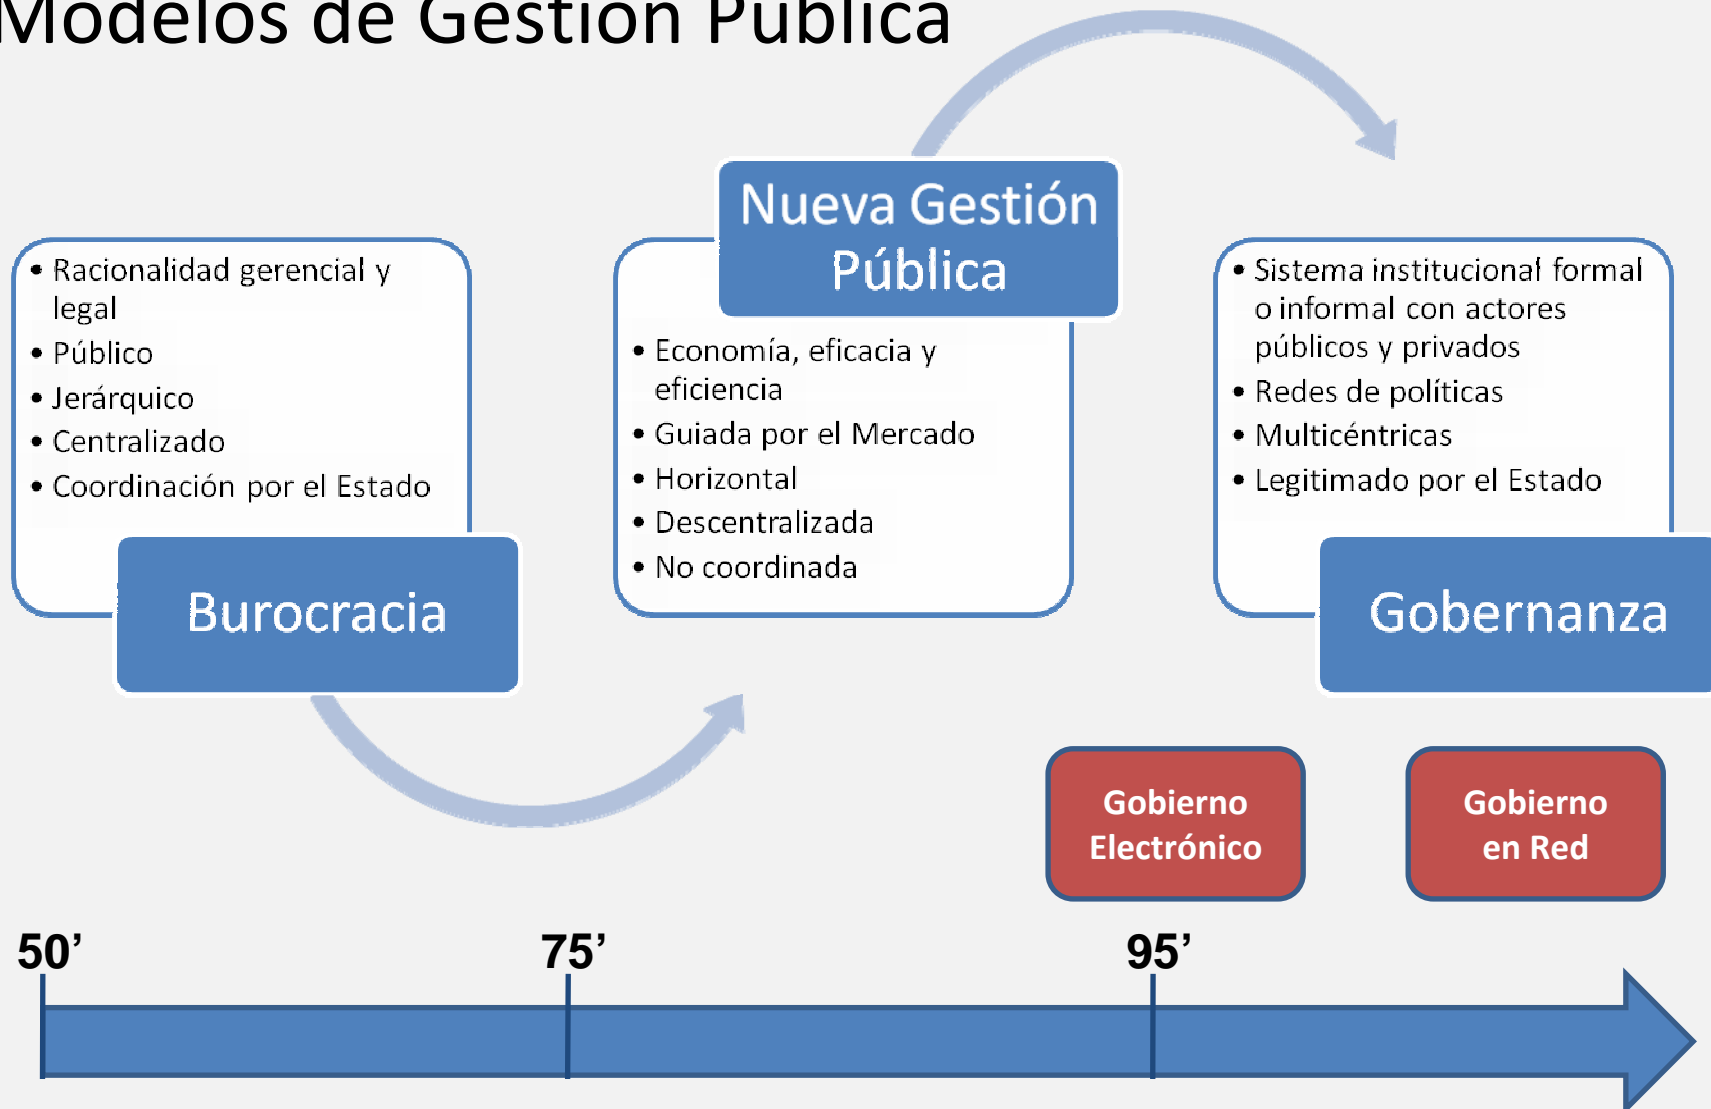 Modelos de Gestión Pública
• Racionalidad gerencial y
legal
• Público
• Jerárquico
• Centralizado
• Coordinación por el Estado
Burocracia
Nueva Gestión
Pública
• Economía, eficacia y
eficiencia
• Guiada por el Mercado
• Horizontal
• Descentralizada
• No coordinada
• Sistema institucional formal
o informal con actores
públicos y privados
• Redes de políticas
• Multicéntricas
• Legitimado por el Estado
Gobernanza
Gobierno
Electrónico
Gobierno
en Red
50’
75’
95’